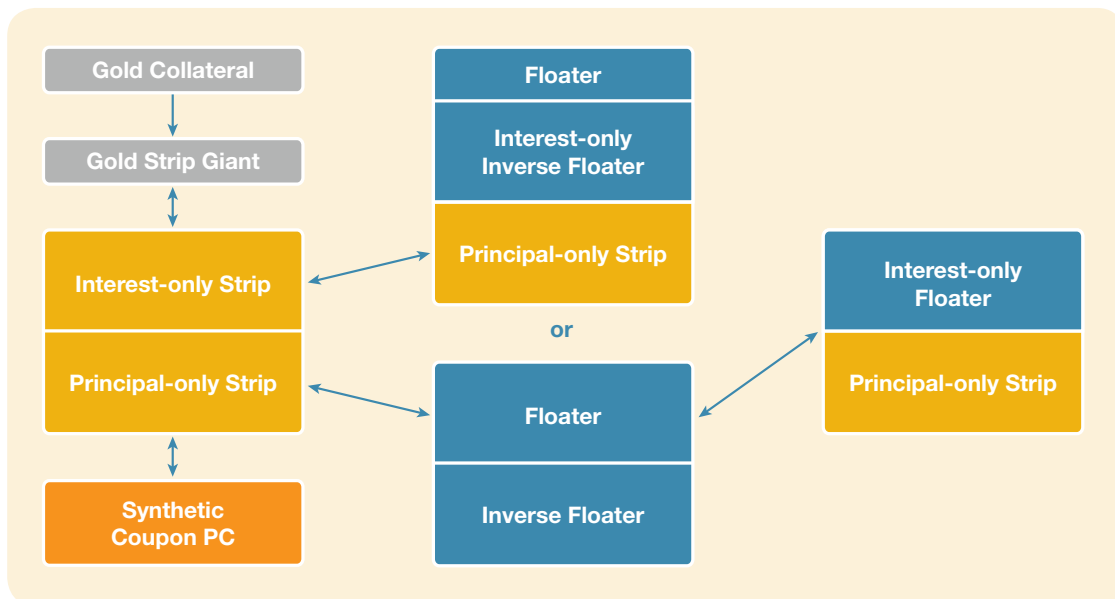 Gold Collateral
Gold Strip Giant
Interest-only Strip
Principal-only Strip
Synthetic
Coupon PC
Floater
Interest-only
Inverse Floater
Principal-only Strip
or
Floater
Inverse Floater
Interest-only
Floater
Principal-only Strip